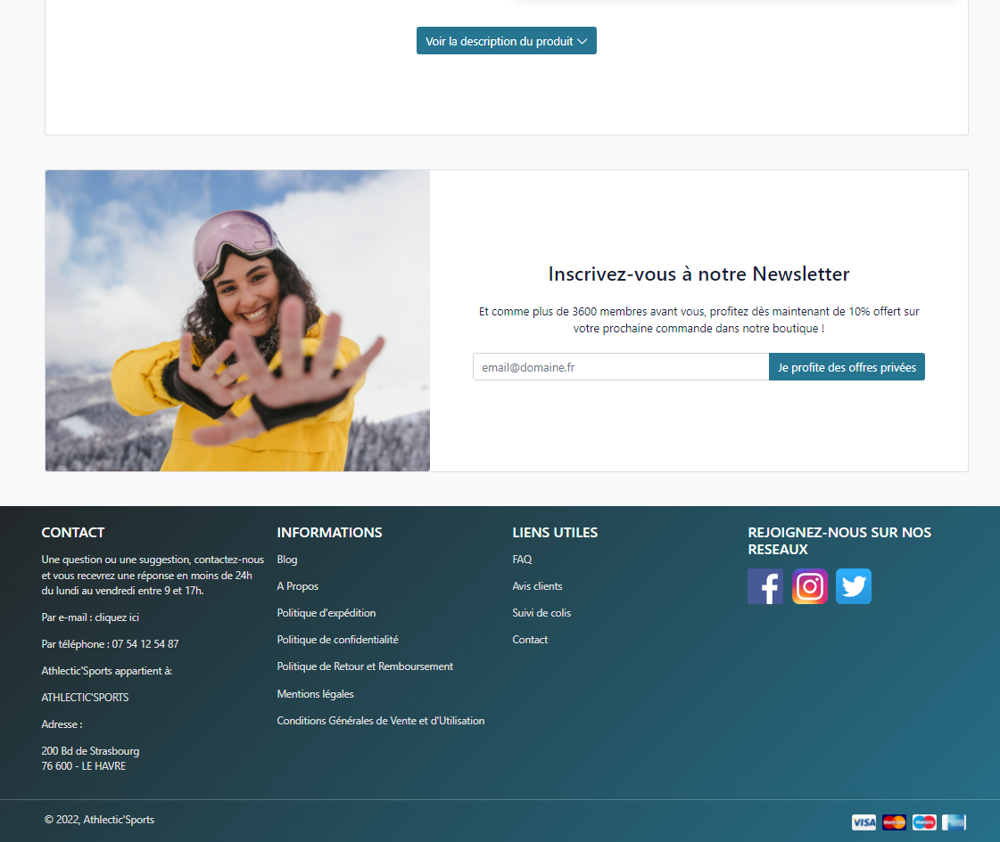 Voir la description du produit
Inscrivez-vous à notre Newsletter
Et comme plus de 3600 membres avant vous, profitez dès maintenant de 10% offert sur
votre prochaine commande dans notre boutique !
email@domaine.fr
Je profite des offres privées
CONTACT
Une question ou une suggestion, contactez-nous
et vous recevrez une réponse en moins de 24h
du lundi au vendredi entre 9 et 17h.
Par e-mail : cliquez ici
Par téléphone : 07 54 12 54 87
Athlectic'Sports appartient à:
ATHLECTIC'SPORTS
Adresse :
200 Bd de Strasbourg
76 600 - LE HAVRE
INFORMATIONS
Blog
A Propos
Politique d'expédition
Politique de confidentialité
Politique de Retour et Remboursement
Mentions légales
Conditions Générales de Vente et d'Utilisation
LIENS UTILES
FAQ
Avis clients
Suivi de colis
Contact
REJOIGNEZ-NOUS SUR NOS
RESEAUX
© 2022, Athlectic'Sports
VISA